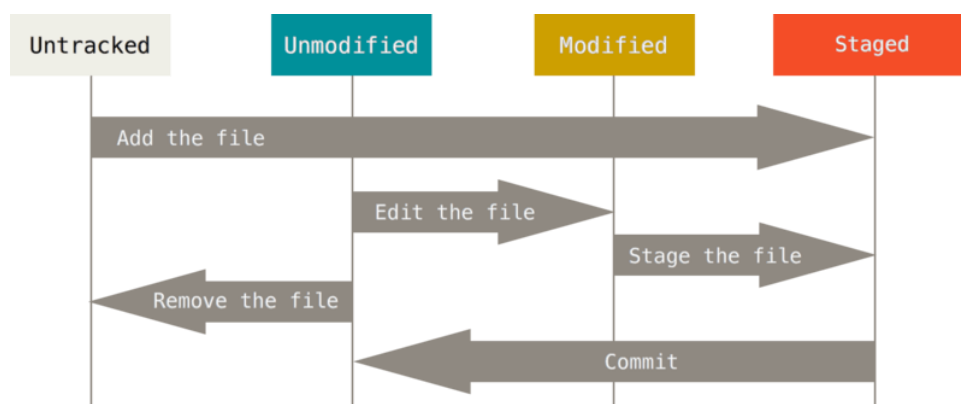 Untracked
Unmodified
Modified
Staged
Add the file
Edit the file
Stage the file
Remove the file
Commit